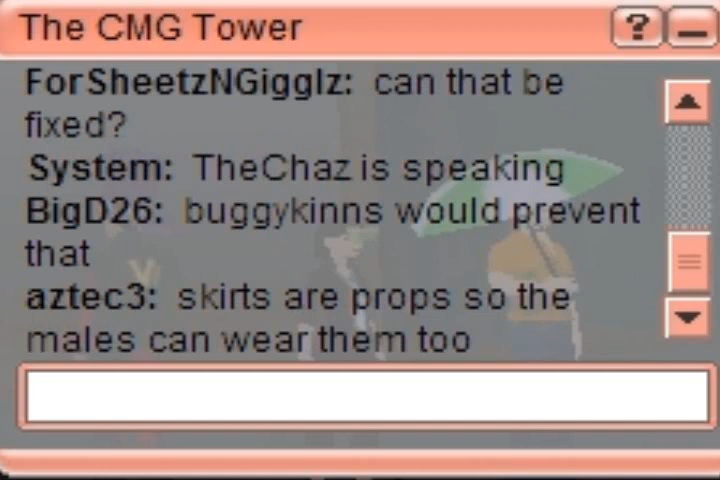 The CMG Tower
?
ForSheetzNGigglz: can that be
fixed?
System: TheChaz is speaking
BigD26: buggykinns would prevent
that
aztec3: skirts are props so the
males can wear them too